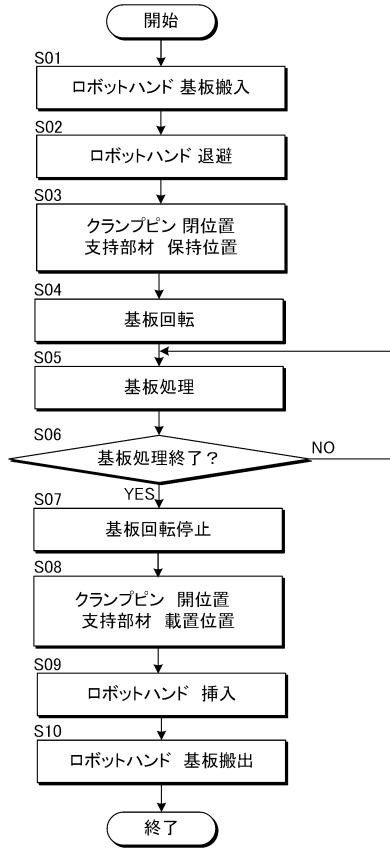 開始
S01
ロボットハンド 基板搬入
S02
ロボットハンド 退避
S03
クランプピン 閉位置
支持部材 保持位置
S04
基板回転
S05
基板処理
S06
基板処理終了？
NO
YES
S07
基板回転停止
S08
クランプピン 開位置
支持部材 載置位置
S09
ロボットハンド 挿入
S10
ロボットハンド 基板搬出
終了